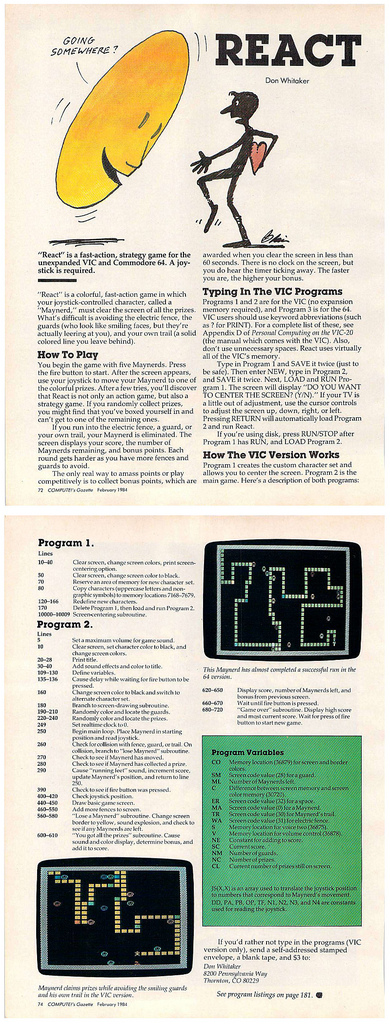 GOING
SOMEWHERE?
REACT
Don Whitaker
"React" is a fast-action, strategy game for the
unexpanded VIC and Commodore 64. A joy-
stick is required.
"React" is a colorful, fast-action game in which
your joystick-controlled character, called a
"Maynerd," must clear the screen of all the prizes.
What's difficult is avoiding the electric fence, the
guards (who look like smiling faces, but they're
actually leering at you), and your own trail (a solid
colored line you leave behind).
How To Play
You begin the game with five Maynerds. Press
the fire button to start. After the screen appears,
use your joystick to move your Maynerd to one of
the colorful prizes. After a few tries, you'll discover
that React is not only an action game, but also a
strategy game. If you randomly collect prizes,
you might find that you've boxed yourself in and
can't get to one of the remaining ones.
If you run into the electric fence, a guard, or
your own trail, your Maynerd is eliminated. The
screen displays your score, the number of
Maynerds remaining, and bonus points. Each
round gets harder as you have more fences and
guards to avoid.
The only real way to amass points or play
competitively is to collect bonus points, which are
72 COMPUTE!'s Gazette February 1984
awarded when you clear the screen in less than
60 seconds. There is no clock on the screen, but
you do hear the timer ticking away. The faster
you are, the higher your bonus.
Typing In The VIC Programs
Programs 1 and 2 are for the VIC (no expansion
memory required), and Program 3 is for the 64.
VIC users should use keyword abbreviations (such
as ? for PRINT). For a complete list of these, see
Appendix D of Personal Computing on the VIC-20
(the manual which comes with the VIC). Also,
don't use unnecessary spaces. React uses virtually
all of the VIC's memory.
Type in Program 1 and SAVE it twice (just to
be safe). Then enter NEW, type in Program 2,
and SAVE it twice. Next, LOAD and RUN Pro-
gram 1. The screen will display "DO YOU WANT
TO CENTER THE SCREEN? (Y/N)." If your TV is
a little out of adjustment, use the cursor controls
to adjust the screen up, down, right, or left.
Pressing RETURN will automatically load Program
2 and run React.
If you're using disk, press RUN/STOP after
Program 1 has RUN, and LOAD Program 2.
How The VIC Version Works
Program 1 creates the custom character set and
allows you to center the screen. Program 2 is the
main game. Here's a description of both programs:
Program 1.
Lines
10–40 Clear screen, change screen colors, print screen-
centering option.
50 Clear screen, change screen color to black.
70 Reserve an area of memory for new character set.
80 Copy characters (uppercase letters and non-
graphic symbols) to memory locations 7168–7679.
120–166 Redefine new characters.
170 Delete Program 1, then load and run Program 2.
10000–10009 Screen-centering subroutine.
Program 2.
Lines
5 Set a maximum volume for game sound.
10 Clear screen, set character color to black, and
change screen colors.
20–28 Print title.
30–40 Add sound effects and color to title.
109–130 Define variables.
135–136 Cause delay while waiting for fire button to be
pressed.
160 Change screen color to black and switch to
alternate character set.
180 Branch to screen-drawing subroutine.
190–210 Randomly color and locate the guards.
220–240 Randomly color and locate the prizes.
249 Set realtime clock to 0.
250 Begin main loop. Place Maynerd in starting
position and read joystick.
260 Check for collision with fence, guard, or trail. On
collision, branch to "lose Maynerd" subroutine.
270 Check to see if Maynerd has moved.
280 Check to see if Maynerd has collected a prize.
290 Cause "running low" sound, increment score,
update Maynerd's position, and return to line
250.
390 Check to see if fire button was pressed.
400–420 Check joystick position.
440–450 Draw basic game screen.
460–550 Add more fences to screen.
560–580 "Lose a Maynerd" subroutine. Change screen
border to yellow, sound explosion, and check to
see if any Maynerds are left.
600–610 "You got all the prizes" subroutine. Cause
sound and color display, determine bonus, and
add it to score.
Maynerd claims prizes while avoiding the smiling guards
and his own trail in the VIC version.
74 COMPUTE!'s Gazette February 1984
This Maynerd has almost completed a successful run in the
64 version.
620–650 Display score, number of Maynerds left, and
bonus from previous screen.
660–670 Wait until fire button is pressed.
680–720 "Game over" subroutine. Display high score
and most current score. Wait for press of fire
button to start new game.
Program Variables
CO Memory location (36879) for screen and border
colors.
SM Screen code value (28) for a guard.
ML Number of Maynerds left.
C Difference between screen memory and screen
color memory (30720).
ER Screen code value (32) for a space.
MA Screen code value (0) for a Maynerd.
TR Screen code value (30) for Maynerd's trail.
WA Screen code value (31) for electric fence.
S Memory location for voice two (36875).
V Memory location for volume control (36878).
NE Constant for adding to score.
SC Current score.
NM Number of guards.
NC Number of prizes.
CL Current number of prizes still on screen.
JS(X,X) is an array used to translate the joystick position
to numbers that correspond to Maynerd's movement.
DD, PA, PB, OP, TF, N1, N2, N3, and N4 are constants
used for reading the joystick.
If you'd rather not type in the programs (VIC
version only), send a self-addressed stamped
envelope, a blank tape, and $3 to:
Don Whitaker
8200 Pennsylvania Way
Thornton, CO 80229
See program listings on page 181.